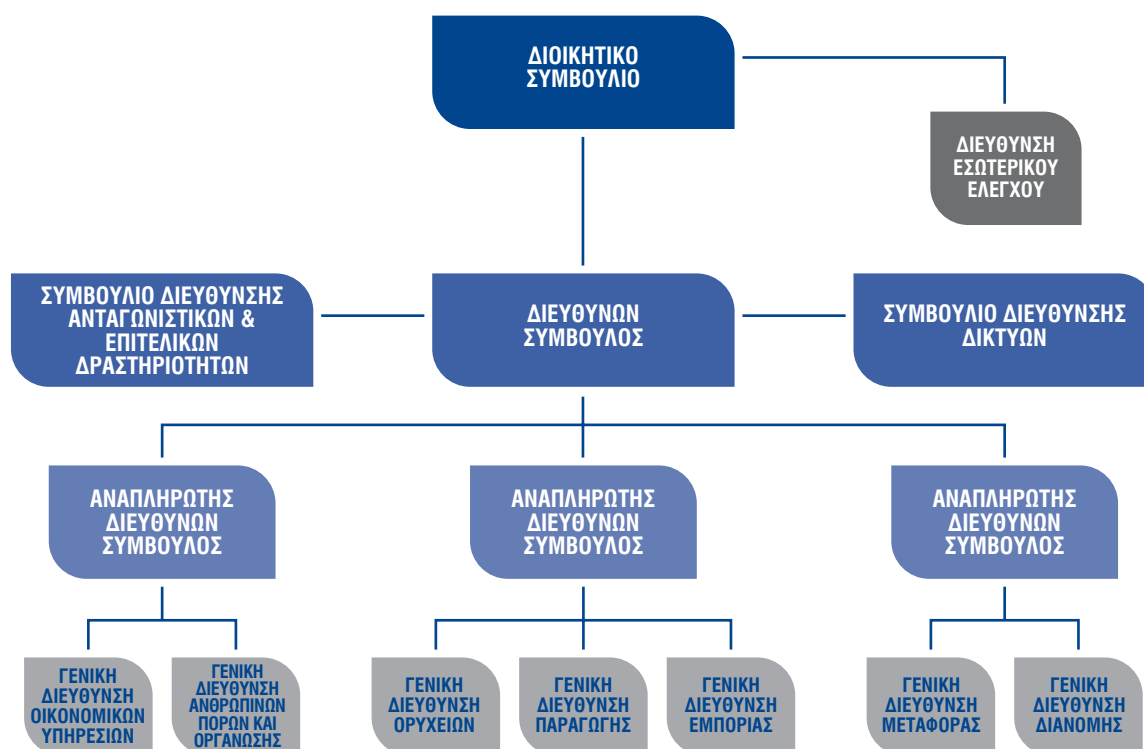 ΔΙΟΙΚΗΤΙΚΟ
ΣΥΜΒΟΥΛΙΟ
ΔΙΕΥΘΥΝΣΗ
ΕΣΩΤΕΡΙΚΟΥ
ΕΛΕΓΧΟΥ
ΣΥΜΒΟΥΛΙΟ ΔΙΕΥΘΥΝΣΗΣ
ΑΝΤΑΓΩΝΙΣΤΙΚΩΝ &
ΕΠΙΤΕΛΙΚΩΝ
ΔΡΑΣΤΗΡΙΟΤΗΤΩΝ
ΔΙΕΥΘΥΝΩΝ
ΣΥΜΒΟΥΛΟΣ
ΣΥΜΒΟΥΛΙΟ ΔΙΕΥΘΥΝΣΗΣ
ΔΙΚΤΥΩΝ
ΑΝΑΠΛΗΡΩΤΗΣ
ΔΙΕΥΘΥΝΩΝ
ΣΥΜΒΟΥΛΟΣ
ΑΝΑΠΛΗΡΩΤΗΣ
ΔΙΕΥΘΥΝΩΝ
ΣΥΜΒΟΥΛΟΣ
ΑΝΑΠΛΗΡΩΤΗΣ
ΔΙΕΥΘΥΝΩΝ
ΣΥΜΒΟΥΛΟΣ
ΓΕΝΙΚΗ
ΔΙΕΥΘΥΝΣΗ
ΟΙΚΟΝΟΜΙΚΩΝ
ΥΠΗΡΕΣΙΩΝ
ΓΕΝΙΚΗ
ΔΙΕΥΘΥΝΣΗ
ΑΝΘΡΩΠΙΝΩΝ
ΠΟΡΩΝ ΚΑΙ
ΟΡΓΑΝΩΣΗΣ
ΓΕΝΙΚΗ
ΔΙΕΥΘΥΝΣΗ
ΟΡΥΧΕΙΩΝ
ΓΕΝΙΚΗ
ΔΙΕΥΘΥΝΣΗ
ΠΑΡΑΓΩΓΗΣ
ΓΕΝΙΚΗ
ΔΙΕΥΘΥΝΣΗ
ΕΜΠΟΡΙΑΣ
ΓΕΝΙΚΗ
ΔΙΕΥΘΥΝΣΗ
ΜΕΤΑΦΟΡΑΣ
ΓΕΝΙΚΗ
ΔΙΕΥΘΥΝΣΗ
ΔΙΑΝΟΜΗΣ